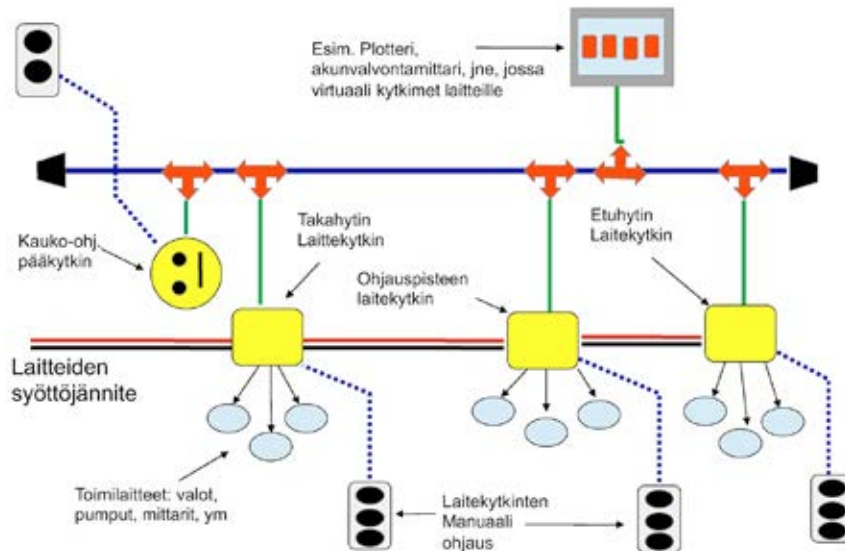 Esim. Plotteri,
akunvalvontamittari, jne, jossa
virtuaali kytkimet laitteille
Kauko-ohj.
pääkytkin
Takahytin
Laittekytkin
Ohjauspisteen
laitekytkin
Etuhytin
Laitekytkin
Laitteiden
syöttöjännite
Toimilaitteet: valot,
pumput, mittarit, ym
Laitekytkinten
Manuaali
ohjaus